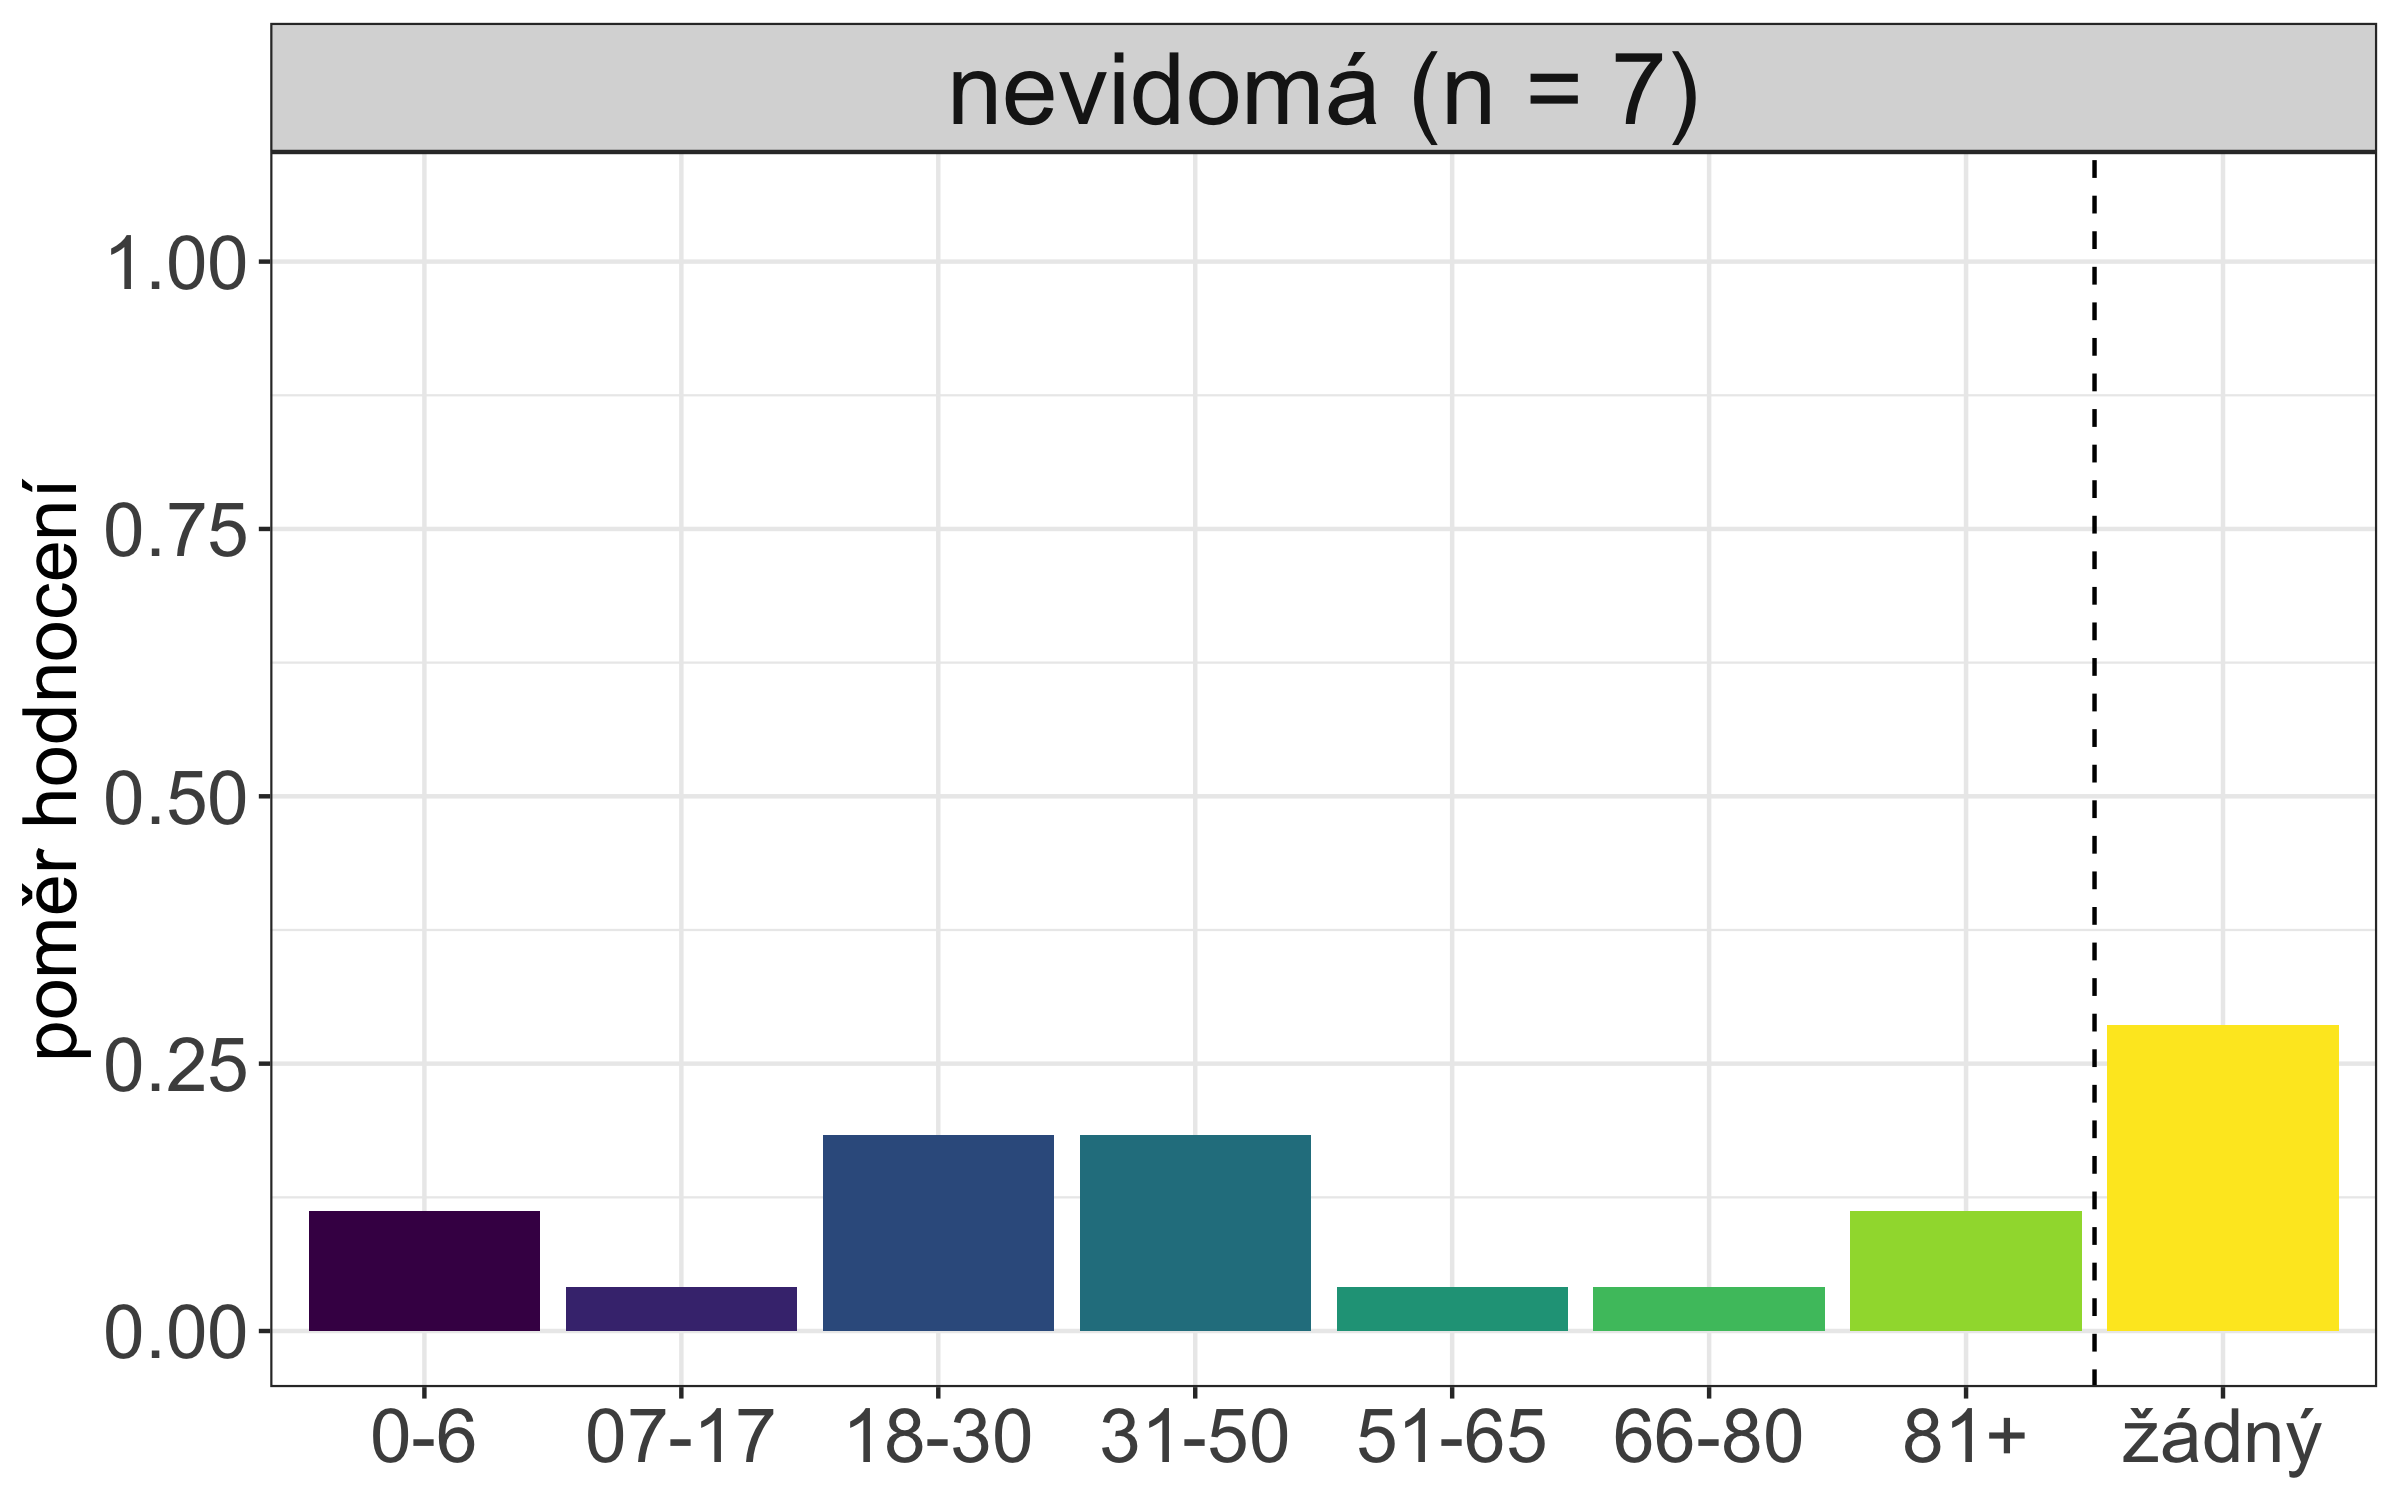 nevidomá (n = 7)
poměr hodnocení
1.00
0.75
0.50
0.25
0.00
0-6 07-17 18-30 31-50 51-65 66-80 81+ žádný